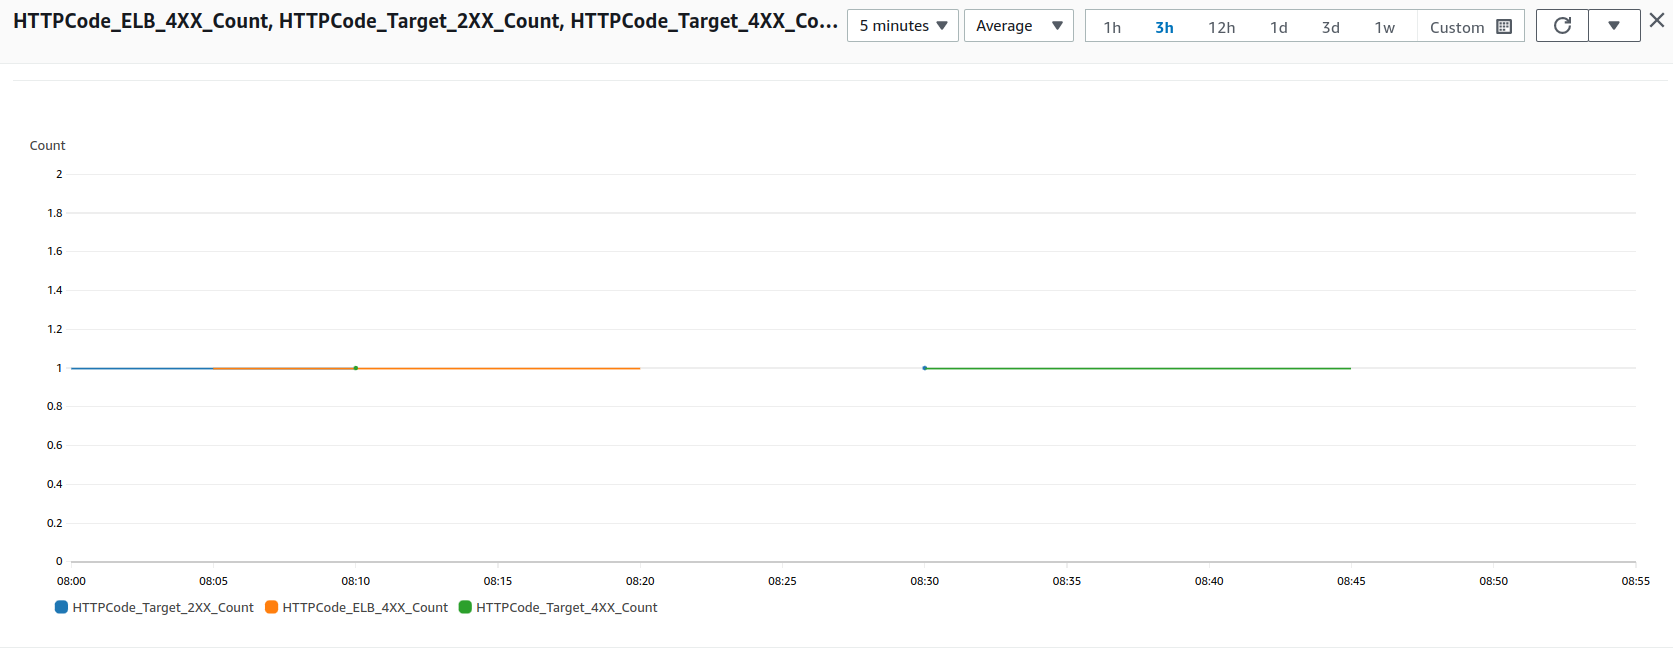 HTTPCode_ELB_4XX_Count, HTTPCode_Target_2XX_Count, HTTPCode_Target_4XX_Co... 5 minutes Average 1h 3h 12h 1d 3d 1w Custom
Count
2
1.8
1.6
1.4
1.2
1
0.8
0.6
0.4
0.2
0
08:00 08:05 08:10 08:15 08:20 08:25 08:30 08:35 08:40 08:45 08:50 08:55
HTTPCode_Target_2XX_Count HTTPCode_ELB_4XX_Count HTTPCode_Target_4XX_Count